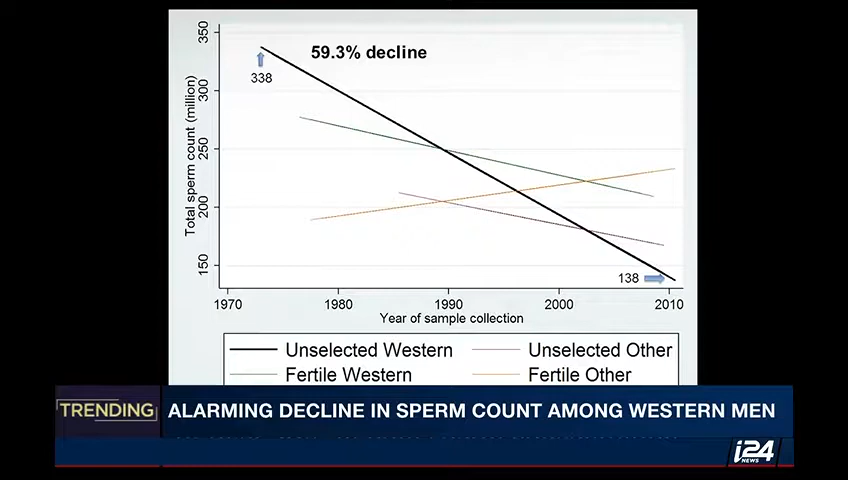 350
300
250
200
150
Total sperm count (million)
59.3% decline
338
138
1970
1980
1990
2000
2010
Year of sample collection
Unselected Western
Unselected Other
Fertile Western
Fertile Other
TRENDING
ALARMING DECLINE IN SPERM COUNT AMONG WESTERN MEN
i24
NEWS